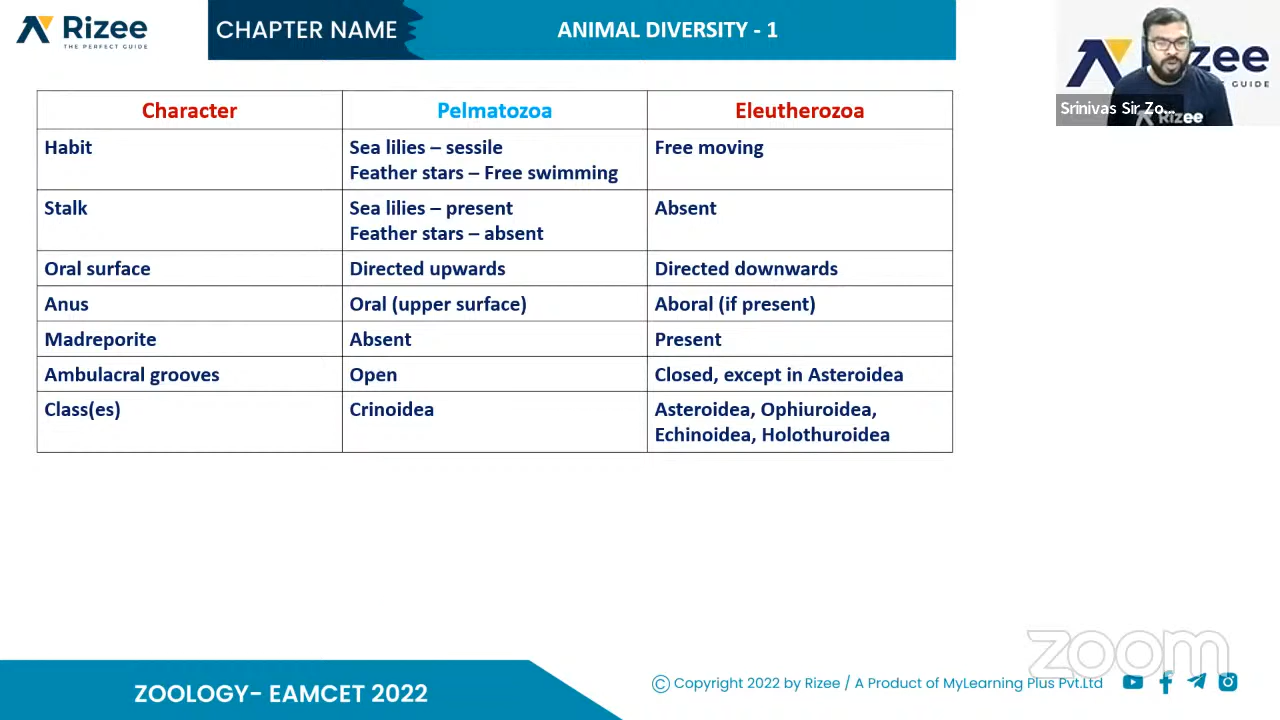 Rizee
THE PERFECT GUIDE
CHAPTER NAME
ANIMAL DIVERSITY - 1
zee
GUIDE
Srinivas Sir Zo...
Rizee
Character Pelmatozoa Eleutherozoa
Habit Sea lilies – sessile Free moving
Feather stars – Free swimming
Stalk Sea lilies – present Absent
Feather stars – absent
Oral surface Directed upwards Directed downwards
Anus Oral (upper surface) Aboral (if present)
Madreporite Absent Present
Ambulacral grooves Open Closed, except in Asteroidea
Class(es) Crinoidea Asteroidea, Ophiuroidea,
Echinoidea, Holothuroidea
zoom
ZOOLOGY- EAMCET 2022
© Copyright 2022 by Rizee / A Product of MyLearning Plus Pvt.Ltd